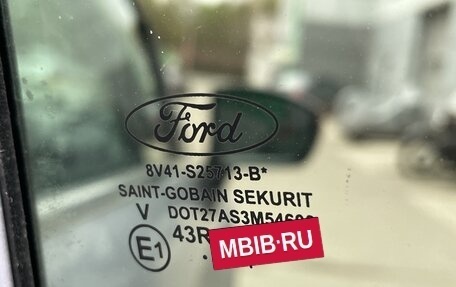 Ford
8V41-S25713-B*
SAINT-GOBAIN SEKURIT
V
E1
MBIB.RU